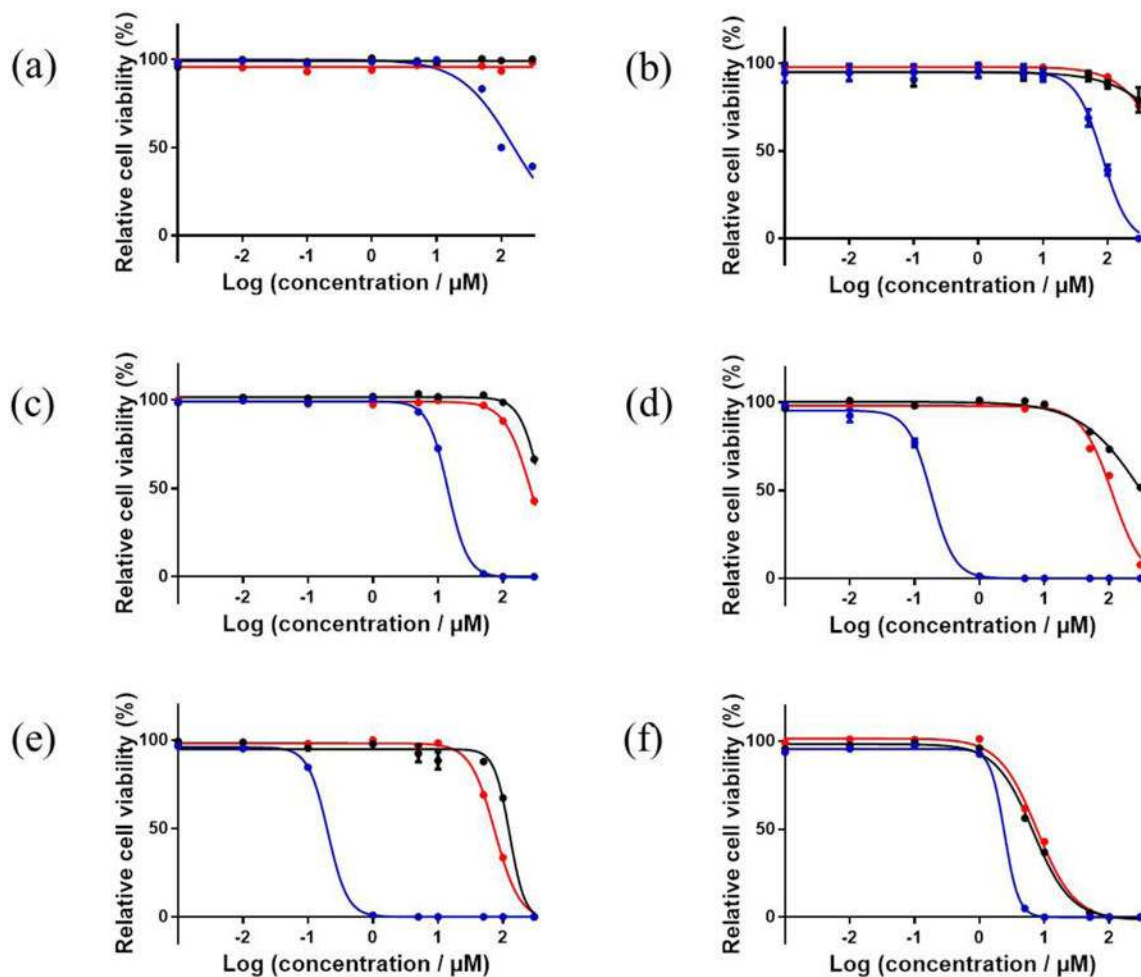 (a)
Relative cell viability (%)
100
50
0
-2 -1 0 1 2
Log (concentration / µM)
(b)
Relative cell viability (%)
100
50
0
-2 -1 0 1 2
Log (concentration / µM)
(c)
Relative cell viability (%)
100
50
0
-2 -1 0 1 2
Log (concentration / µM)
(d)
Relative cell viability (%)
100
50
0
-2 -1 0 1 2
Log (concentration / µM)
(e)
Relative cell viability (%)
100
50
0
-2 -1 0 1 2
Log (concentration / µM)
(f)
Relative cell viability (%)
100
50
0
-2 -1 0 1 2
Log (concentration / µM)